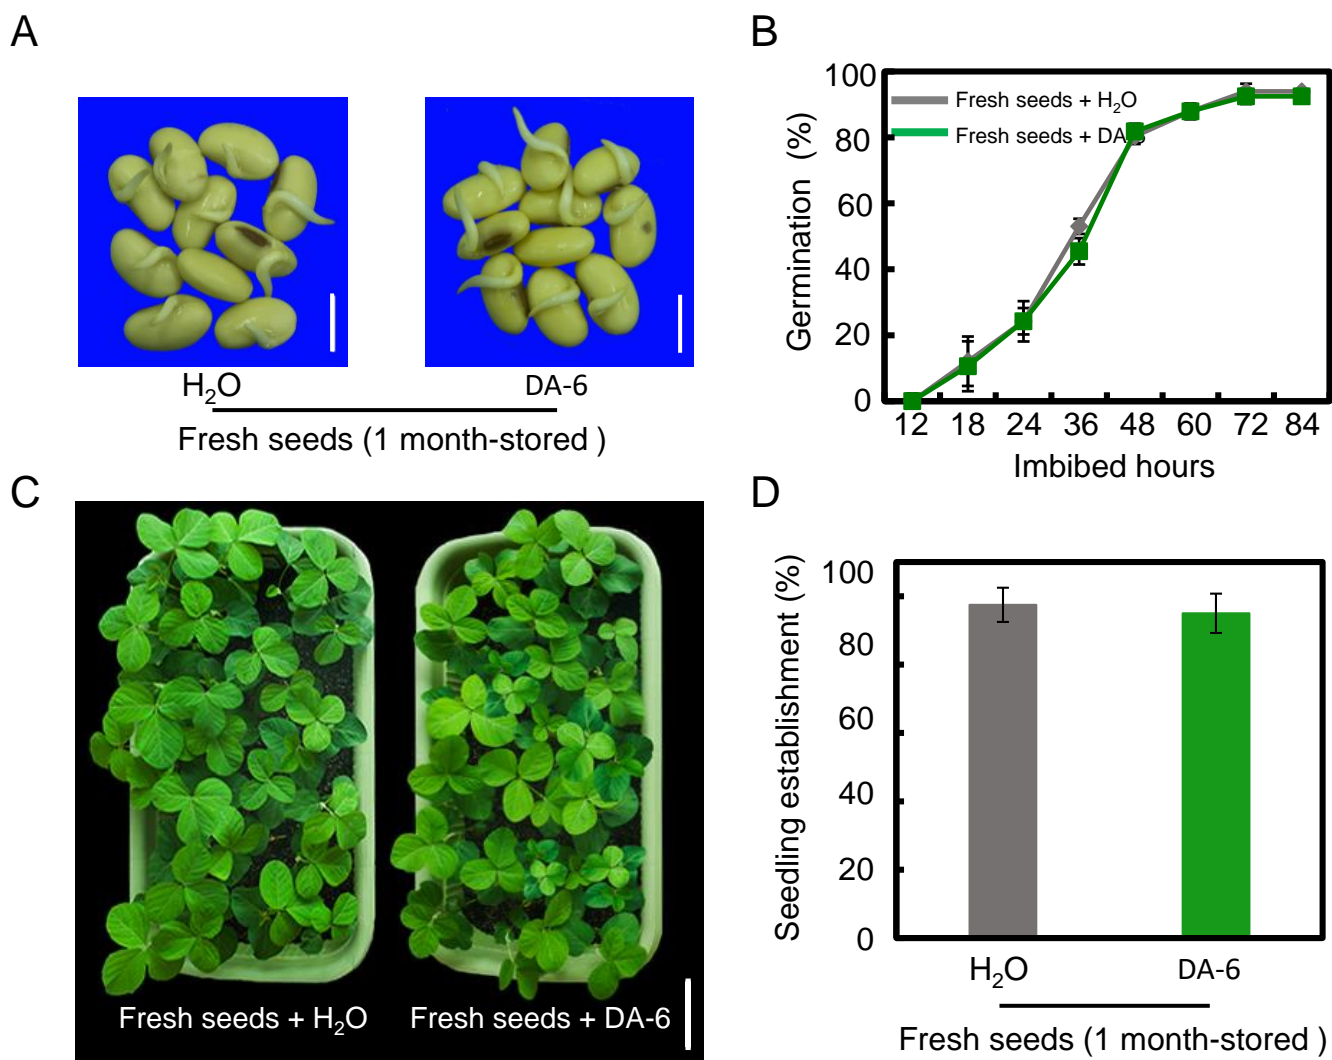 A
H₂O
DA-6
Fresh seeds (1 month-stored )
B
Germination (%)
100
80
60
40
20
0
Fresh seeds + H₂O
Fresh seeds + DA-6
12 18 24 36 48 60 72 84
Imbibed hours
C
Fresh seeds + H₂O
Fresh seeds + DA-6
D
Seedling establishment (%)
100
80
60
40
20
0
H₂O
DA-6
Fresh seeds (1 month-stored )